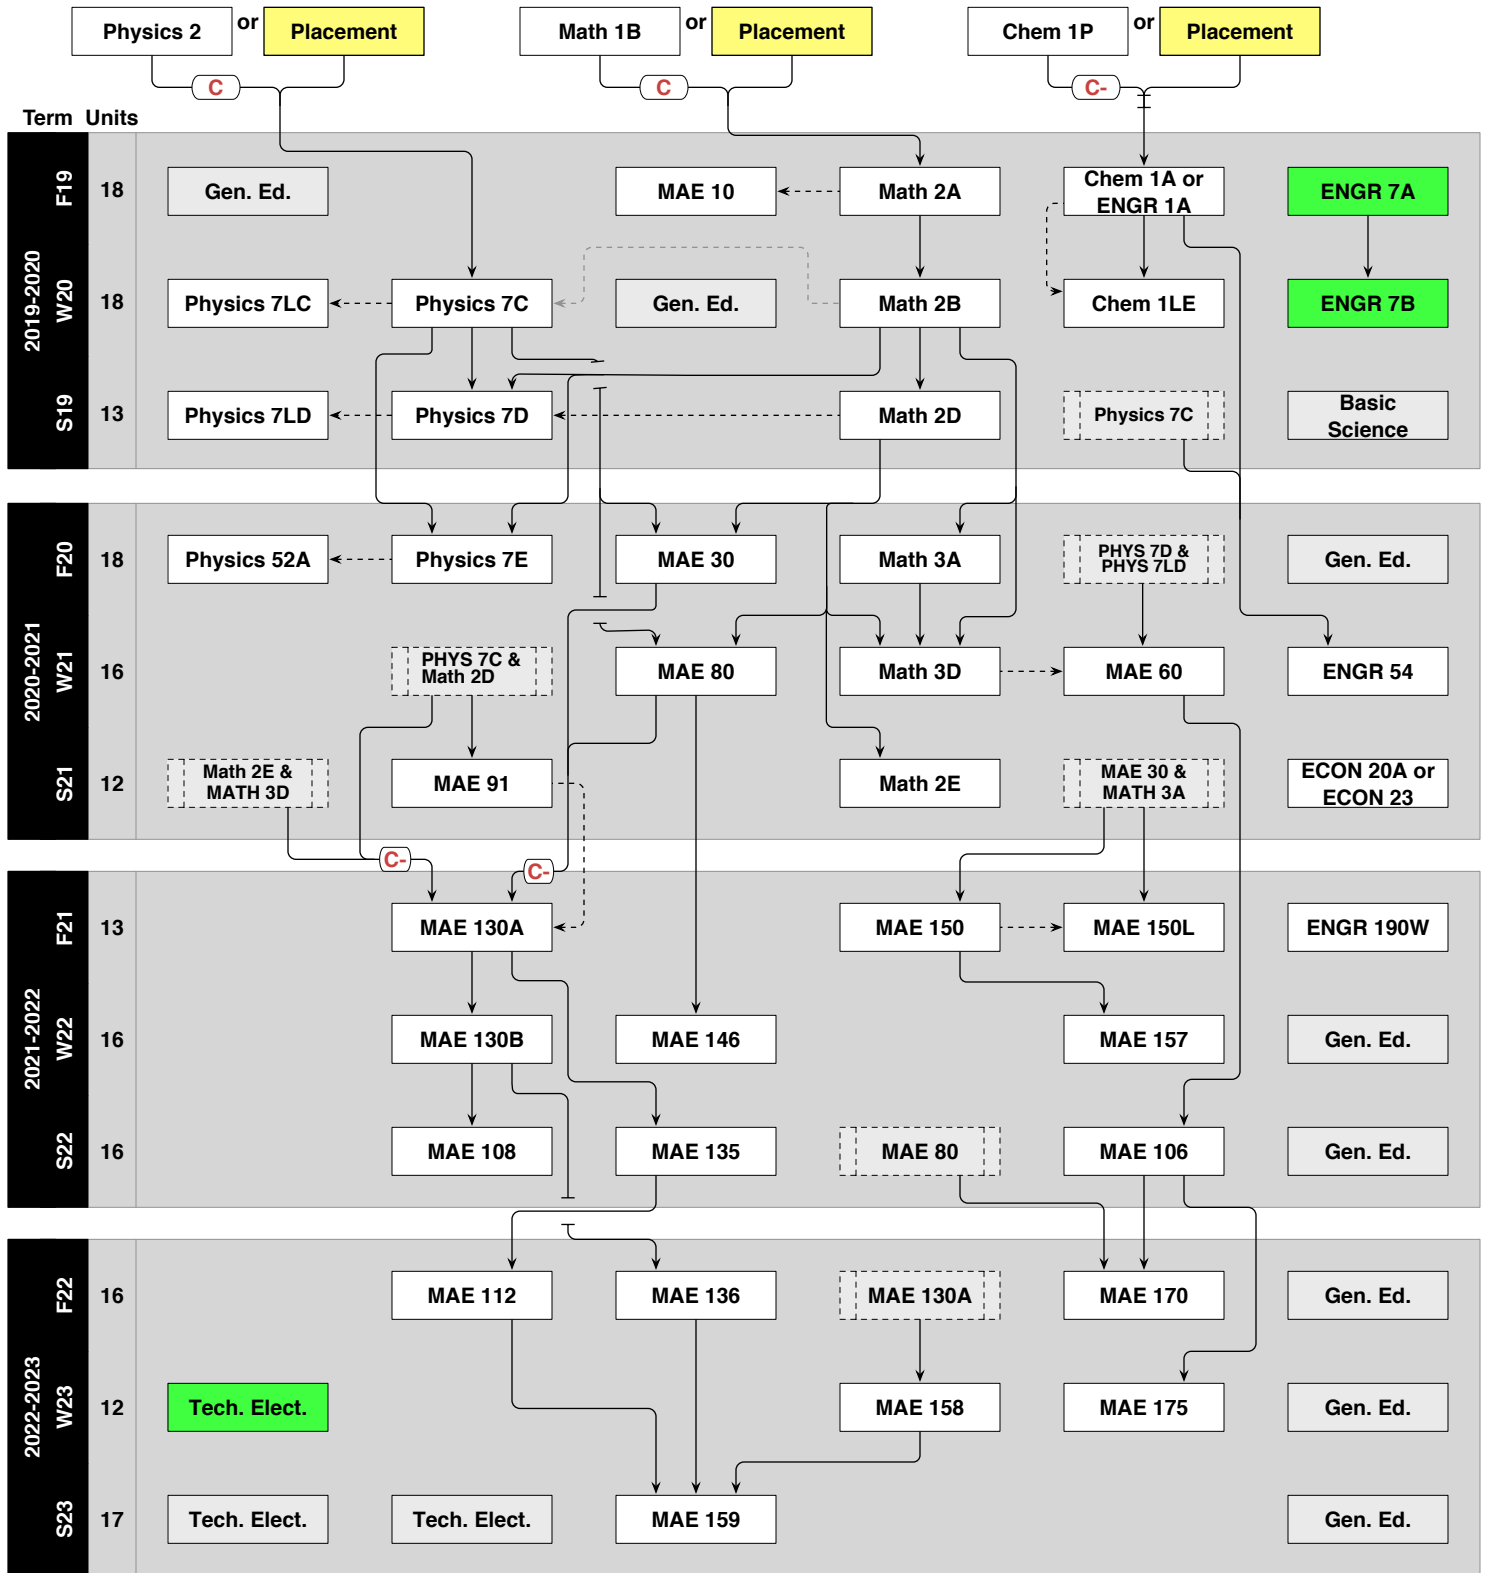 Physics 2 or Placement Math 1B or Placement Chem 1P or Placement
C C C-
Term Units
2019-2020
F19 18 Gen. Ed. MAE 10 Math 2A Chem 1A or ENGR 7A
ENGR 1A
W20 18 Physics 7LC Physics 7C Gen. Ed. Math 2B Chem 1LE ENGR 7B
S19 13 Physics 7LD Physics 7D Math 2D Physics 7C Basic
Science
2020-2021
F20 18 Physics 52A Physics 7E MAE 30 Math 3A PHYS 7D & Gen. Ed.
PHYS 7LD
W21 16 PHYS 7C & MAE 80 Math 3D MAE 60 ENGR 54
Math 2D
S21 12 Math 2E & MAE 91 Math 2E MAE 30 & ECON 20A or
MATH 3D MATH 3A ECON 23
C- C-
2021-2022
F21 13 MAE 130A MAE 150 MAE 150L ENGR 190W
W22 16 MAE 130B MAE 146 MAE 157 Gen. Ed.
S22 16 MAE 108 MAE 135 MAE 80 MAE 106 Gen. Ed.
2022-2023
F22 16 MAE 112 MAE 136 MAE 130A MAE 170 Gen. Ed.
W23 12 Tech. Elect. MAE 158 MAE 175 Gen. Ed.
S23 17 Tech. Elect. Tech. Elect. MAE 159 Gen. Ed.